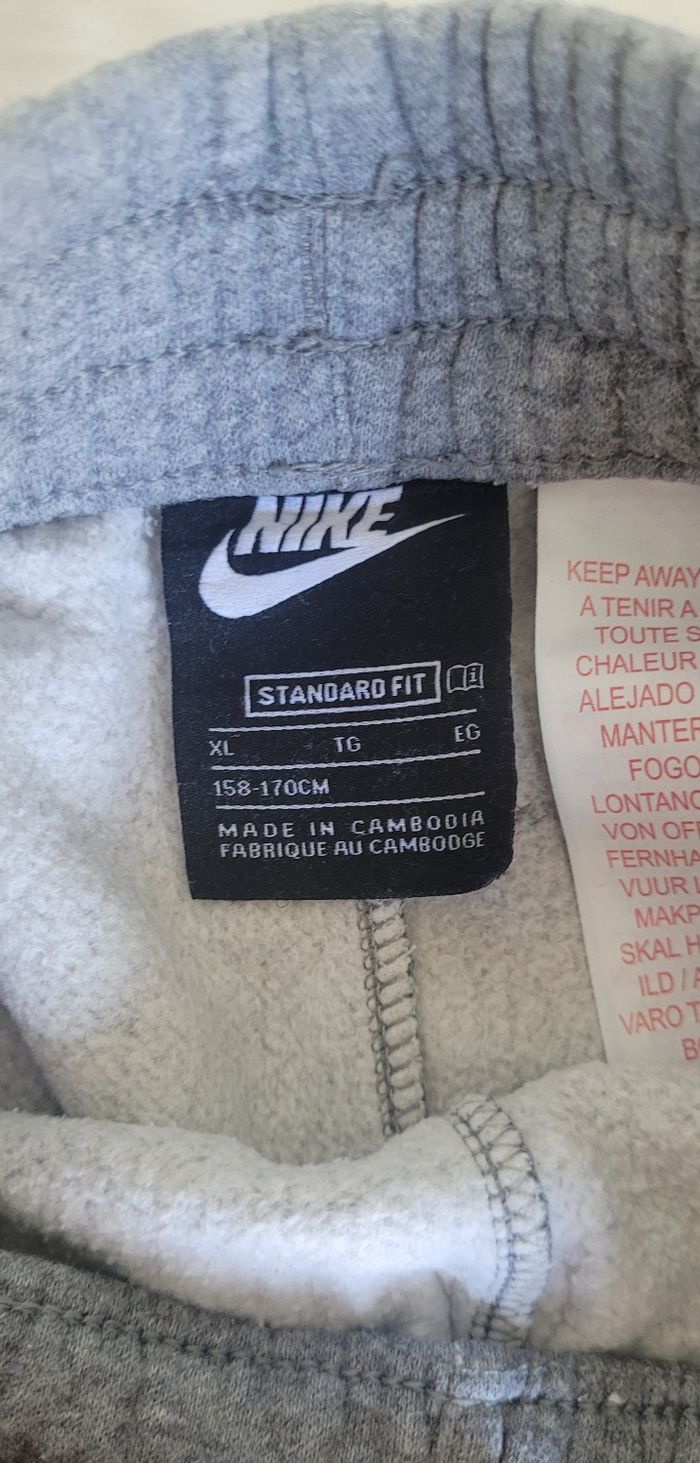 NIKE
STANDARD FIT
XL TG EG
158-170CM
MADE IN CAMBODIA
FABRIQUE AU CAMBODGE
KEEP AWAY
A TENIR A
TOUTE S
CHALEUR
ALEJADO
MANTER
FOGO
LONTANO
VON OFF
FERNHA
VUUR
MAKP
SKAL H
ILD / A
VARO T